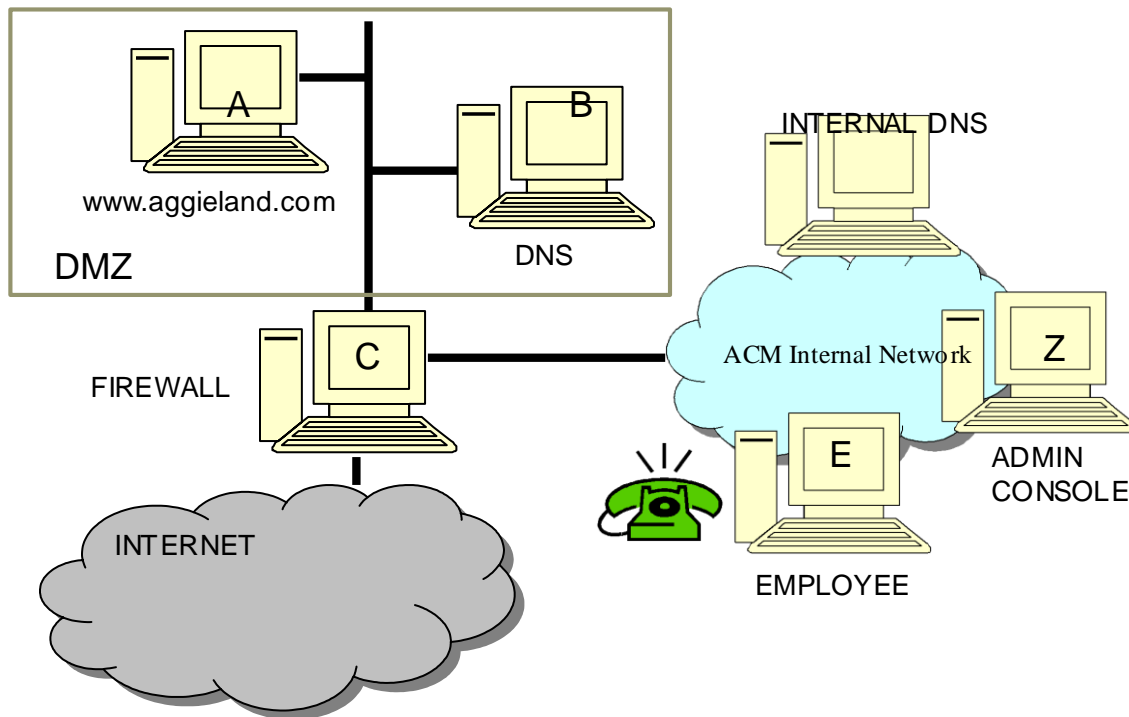 A
B
INTERNAL DNS
www.aggieland.com
DNS
DMZ
C
ACM Internal Network
Z
FIREWALL
E
ADMIN
CONSOLE
INTERNET
EMPLOYEE